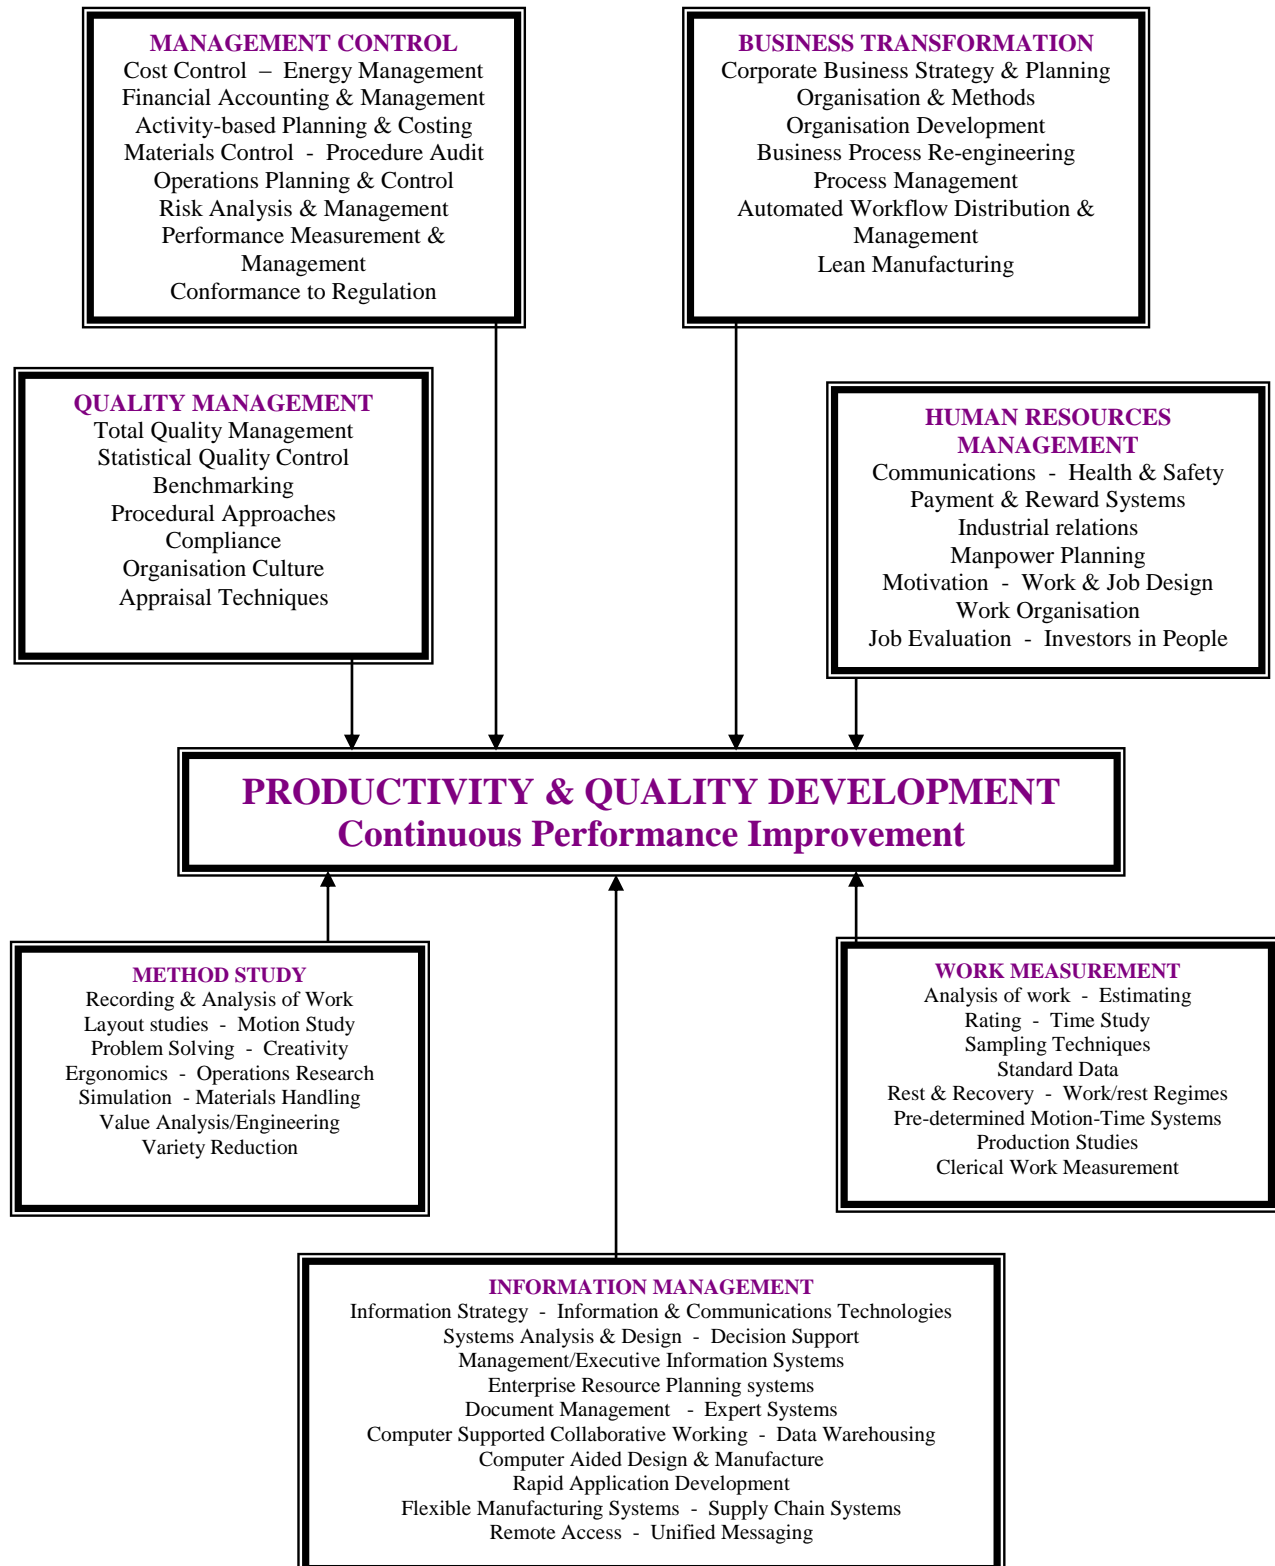 MANAGEMENT CONTROL
Cost Control – Energy Management
Financial Accounting & Management
Activity-based Planning & Costing
Materials Control - Procedure Audit
Operations Planning & Control
Risk Analysis & Management
Performance Measurement &
Management
Conformance to Regulation
BUSINESS TRANSFORMATION
Corporate Business Strategy & Planning
Organisation & Methods
Organisation Development
Business Process Re-engineering
Process Management
Automated Workflow Distribution &
Management
Lean Manufacturing
QUALITY MANAGEMENT
Total Quality Management
Statistical Quality Control
Benchmarking
Procedural Approaches
Compliance
Organisation Culture
Appraisal Techniques
HUMAN RESOURCES
MANAGEMENT
Communications - Health & Safety
Payment & Reward Systems
Industrial relations
Manpower Planning
Motivation - Work & Job Design
Work Organisation
Job Evaluation - Investors in People
PRODUCTIVITY & QUALITY DEVELOPMENT
Continuous Performance Improvement
METHOD STUDY
Recording & Analysis of Work
Layout studies - Motion Study
Problem Solving - Creativity
Ergonomics - Operations Research
Simulation - Materials Handling
Value Analysis/Engineering
Variety Reduction
WORK MEASUREMENT
Analysis of work - Estimating
Rating - Time Study
Sampling Techniques
Standard Data
Rest & Recovery - Work/rest Regimes
Pre-determined Motion-Time Systems
Production Studies
Clerical Work Measurement
INFORMATION MANAGEMENT
Information Strategy - Information & Communications Technologies
Systems Analysis & Design - Decision Support
Management/Executive Information Systems
Enterprise Resource Planning systems
Document Management - Expert Systems
Computer Supported Collaborative Working - Data Warehousing
Computer Aided Design & Manufacture
Rapid Application Development
Flexible Manufacturing Systems - Supply Chain Systems
Remote Access - Unified Messaging